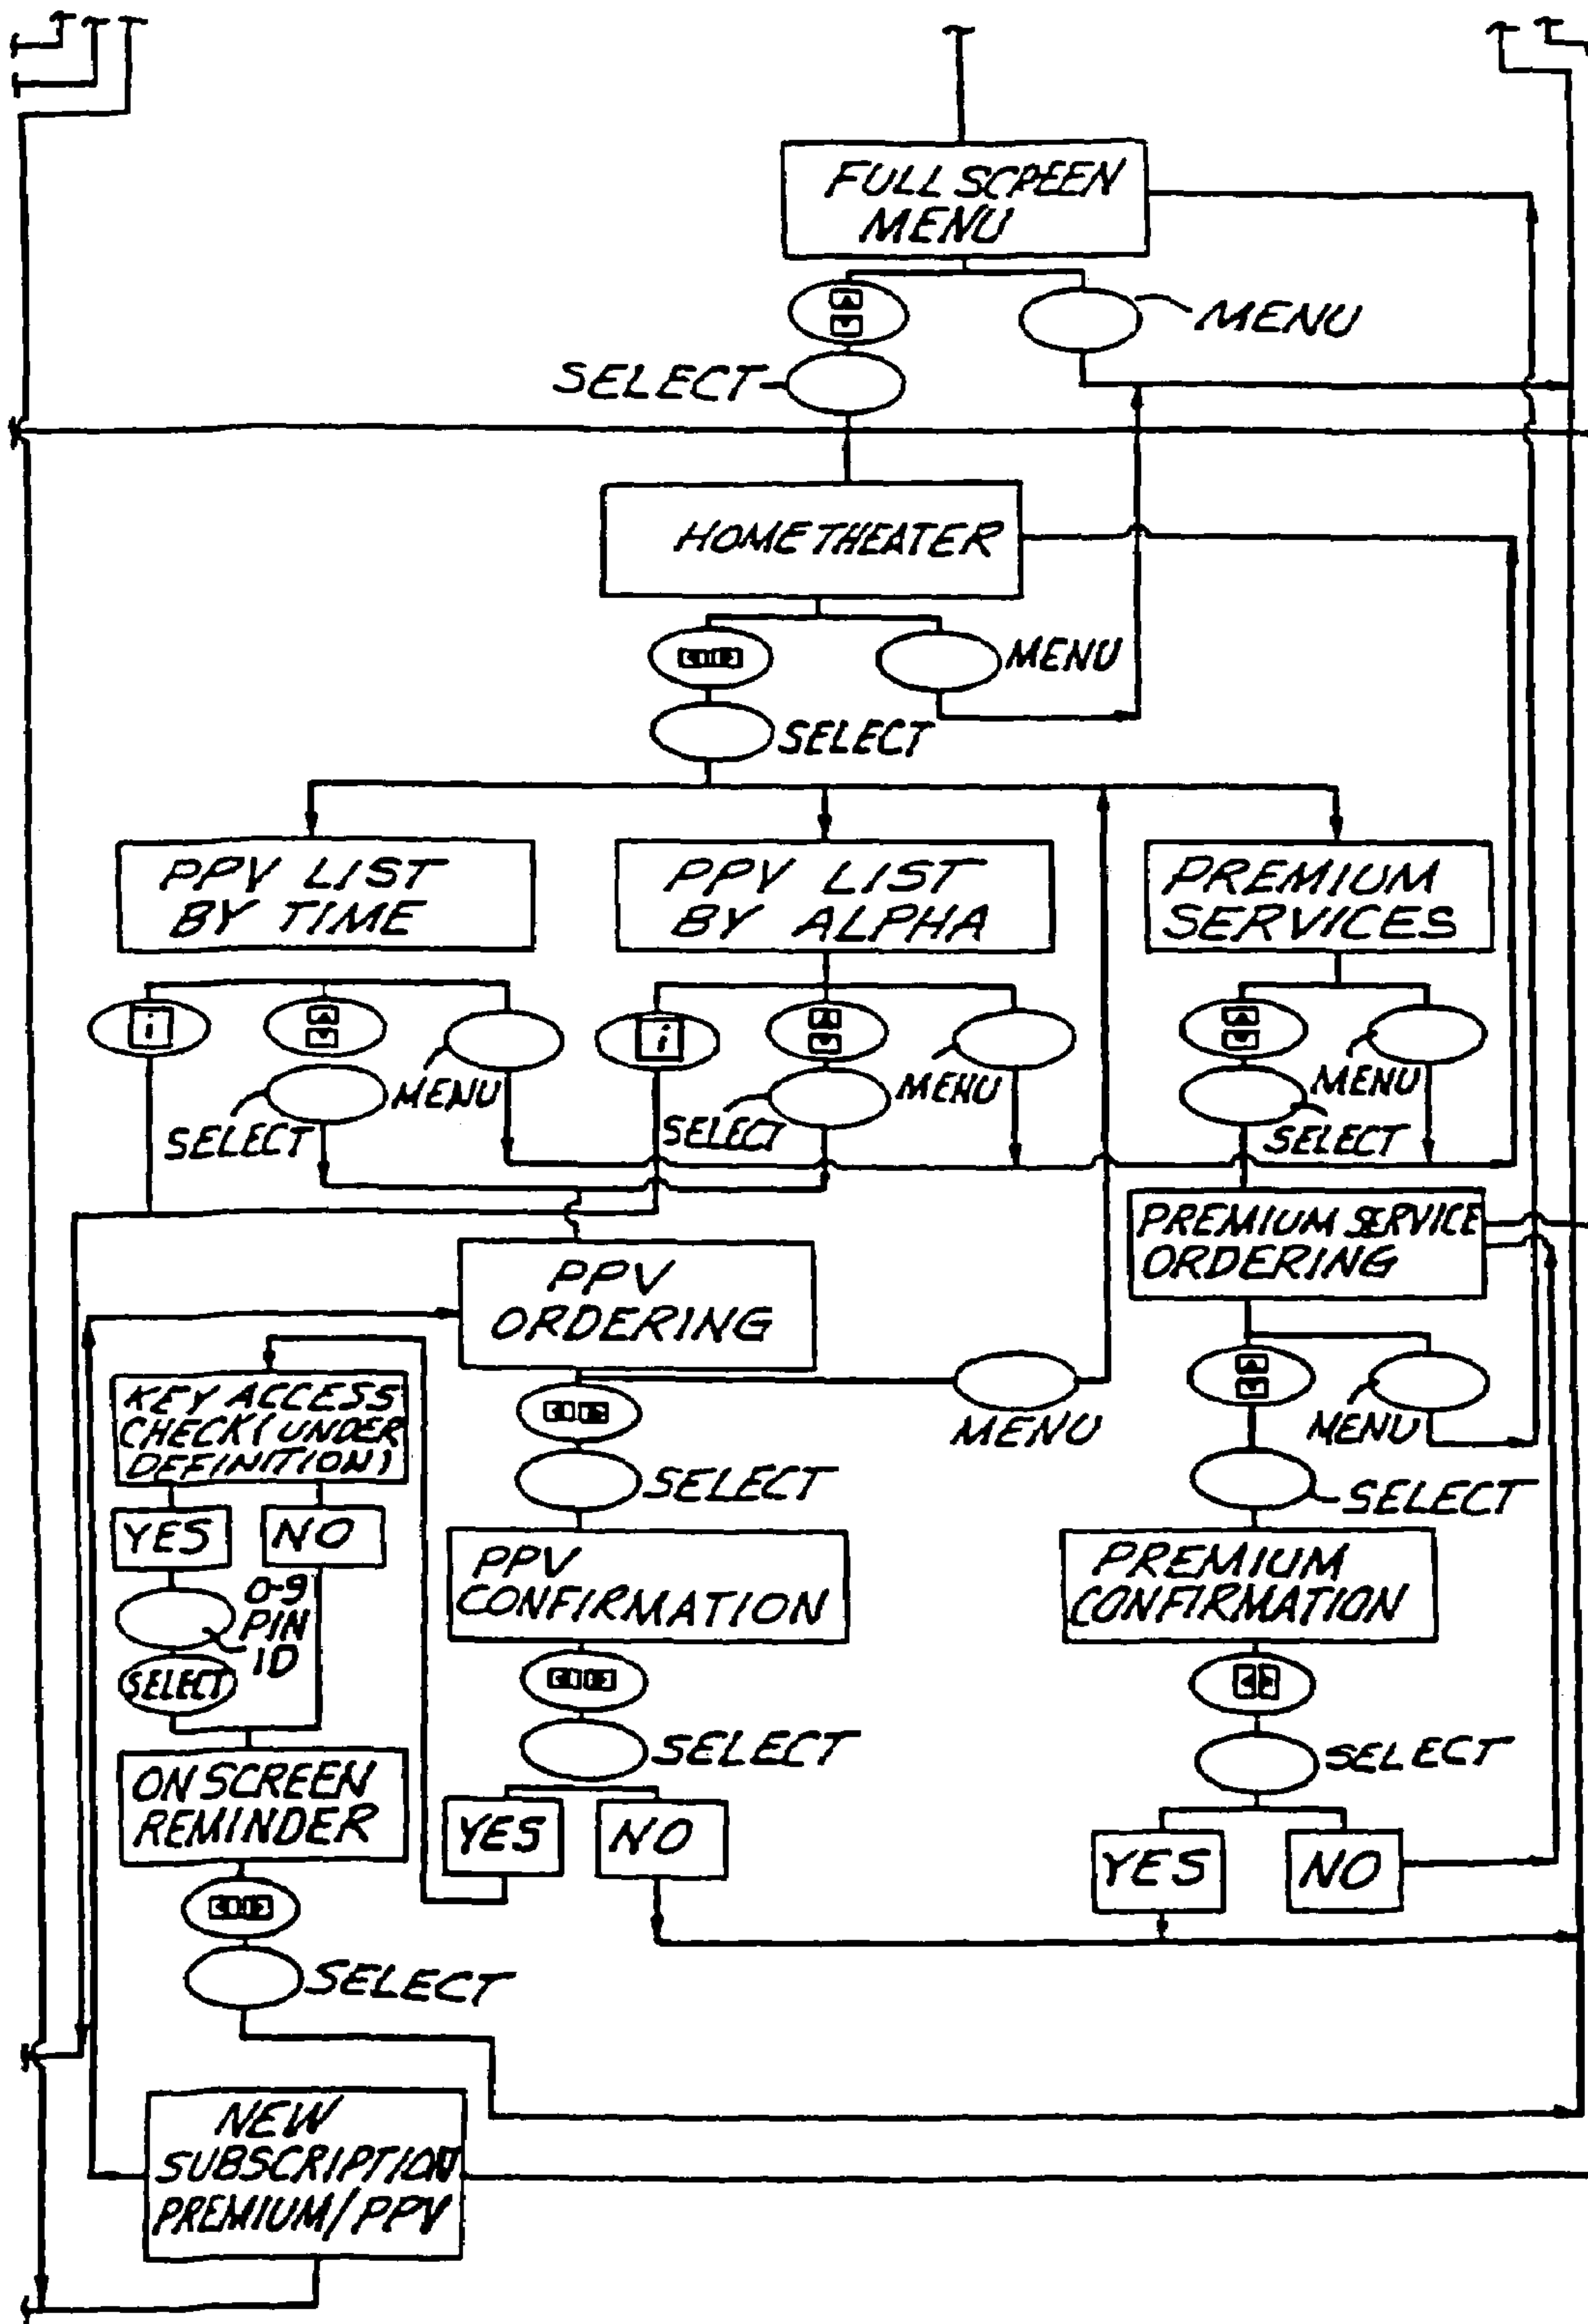 FULL SCREEN
MENU
MENU
SELECT
HOME THEATER
MENU
SELECT
PPV LIST
BY TIME
PPV LIST
BY ALPHA
PREMIUM
SERVICES
i
i
MENU
SELECT
MENU
SELECT
MENU
SELECT
PREMIUM SERVICE
ORDERING
PPV
ORDERING
KEY ACCESS
CHECK (UNDER
DEFINITION)
MENU
MENU
SELECT
SELECT
YES
NO
PPV
CONFIRMATION
PREMIUM
CONFIRMATION
0-9
PIN
ID
SELECT
SELECT
SELECT
ON SCREEN
REMINDER
YES
NO
YES
NO
SELECT
NEW
SUBSCRIPTION
PREMIUM/PPV